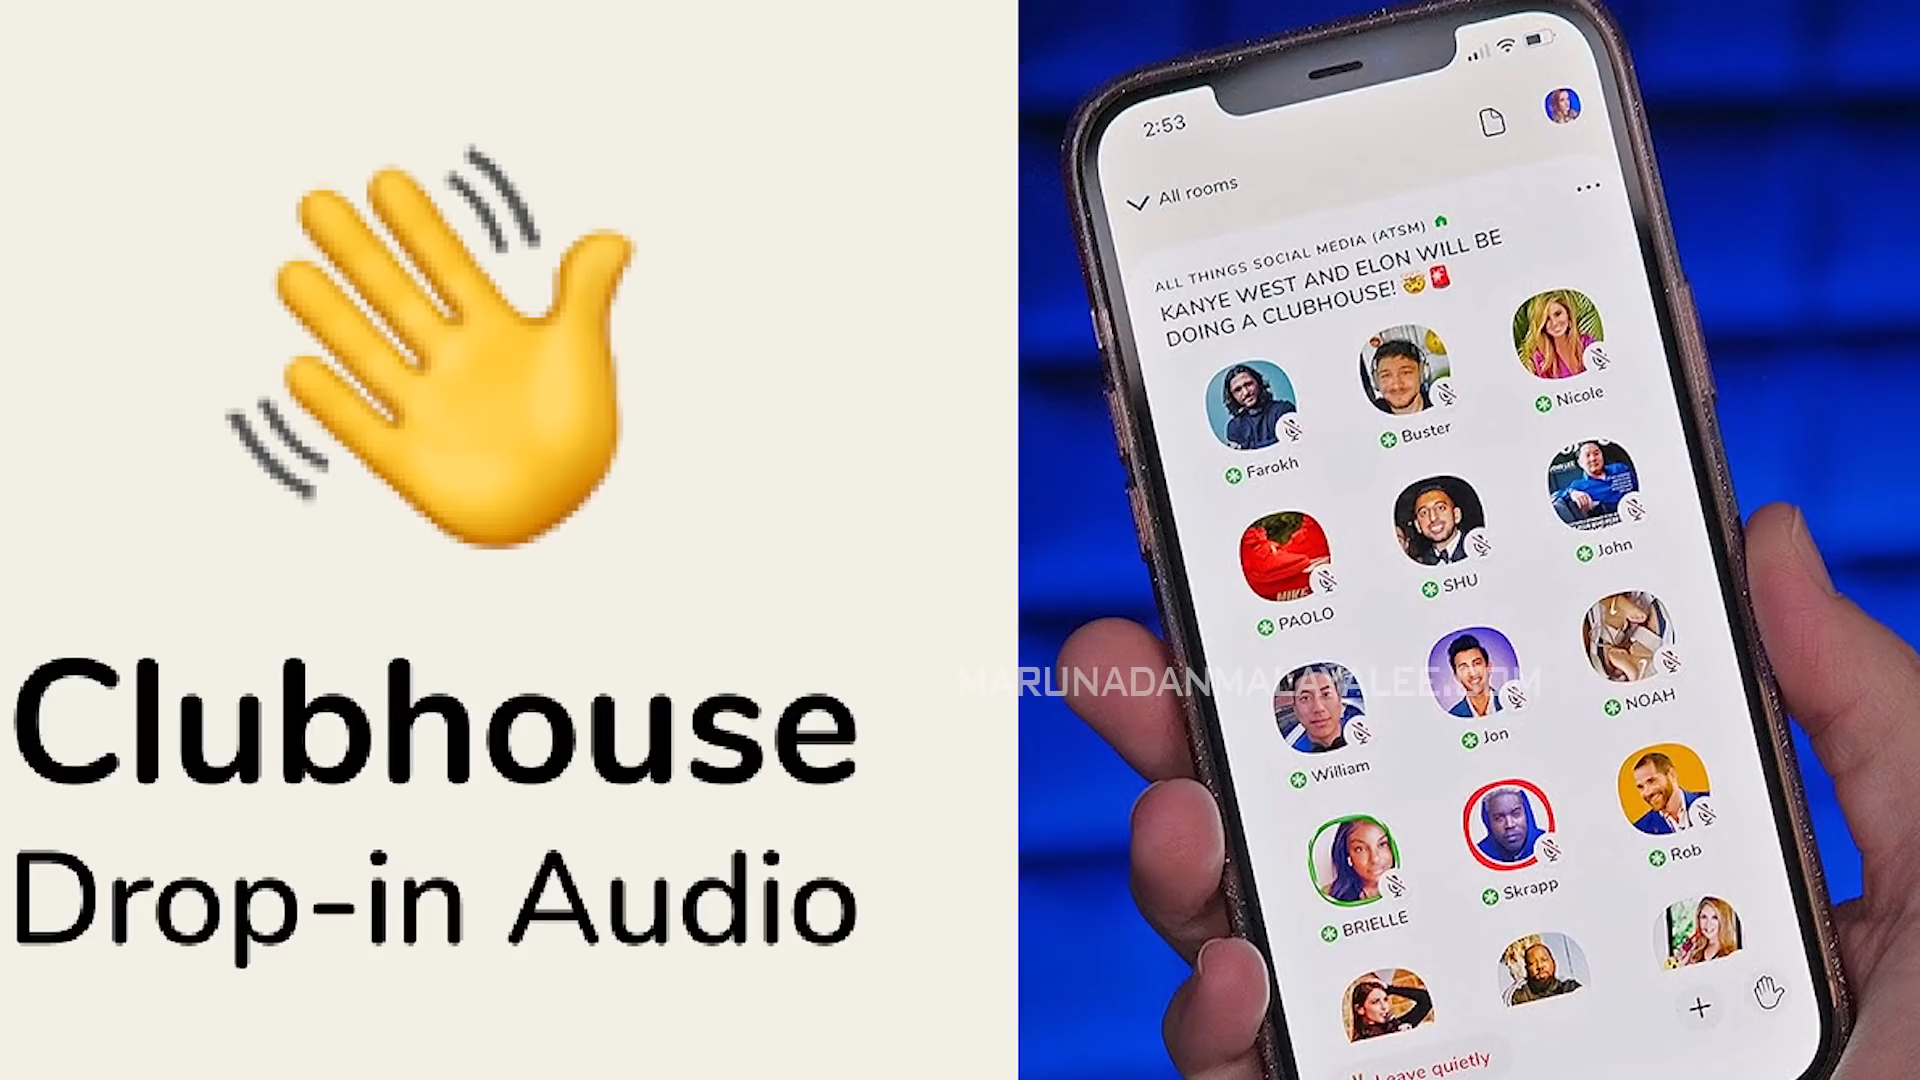 Clubhouse
Drop-in Audio
2:53
All rooms
ALL THINGS SOCIAL MEDIA (ATSM)
KANYE WEST AND ELON WILL BE
DOING A CLUBHOUSE! 🤯🚨
Farokh
Buster
Nicole
PAOLO
SHU
John
William
Jon
NOAH
BRIELLE
Skrapp
Rob
Leave quietly
MARUNADANMALAYALEE.COM